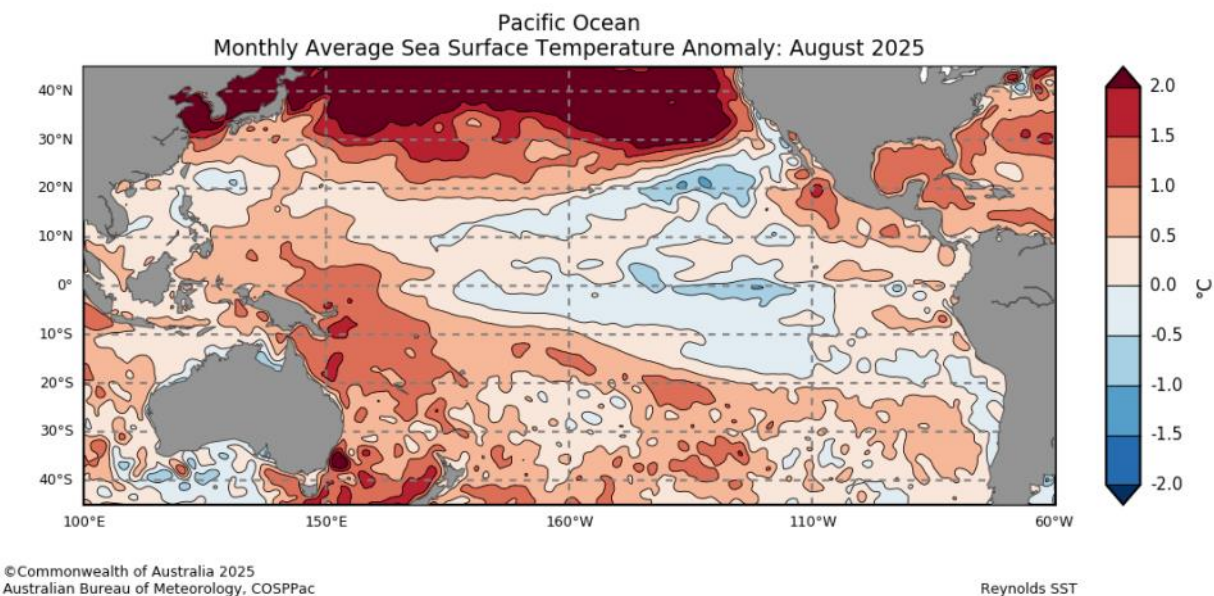 Pacific Ocean
Monthly Average Sea Surface Temperature Anomaly: August 2025
40°N
30°N
20°N
10°N
0°
10°S
20°S
30°S
40°S
100°E
150°E
160°W
110°W
60°W
2.0
1.5
1.0
0.5
0.0
-0.5
-1.0
-1.5
-2.0
°C
©Commonwealth of Australia 2025
Australian Bureau of Meteorology, COSPPac
Reynolds SST